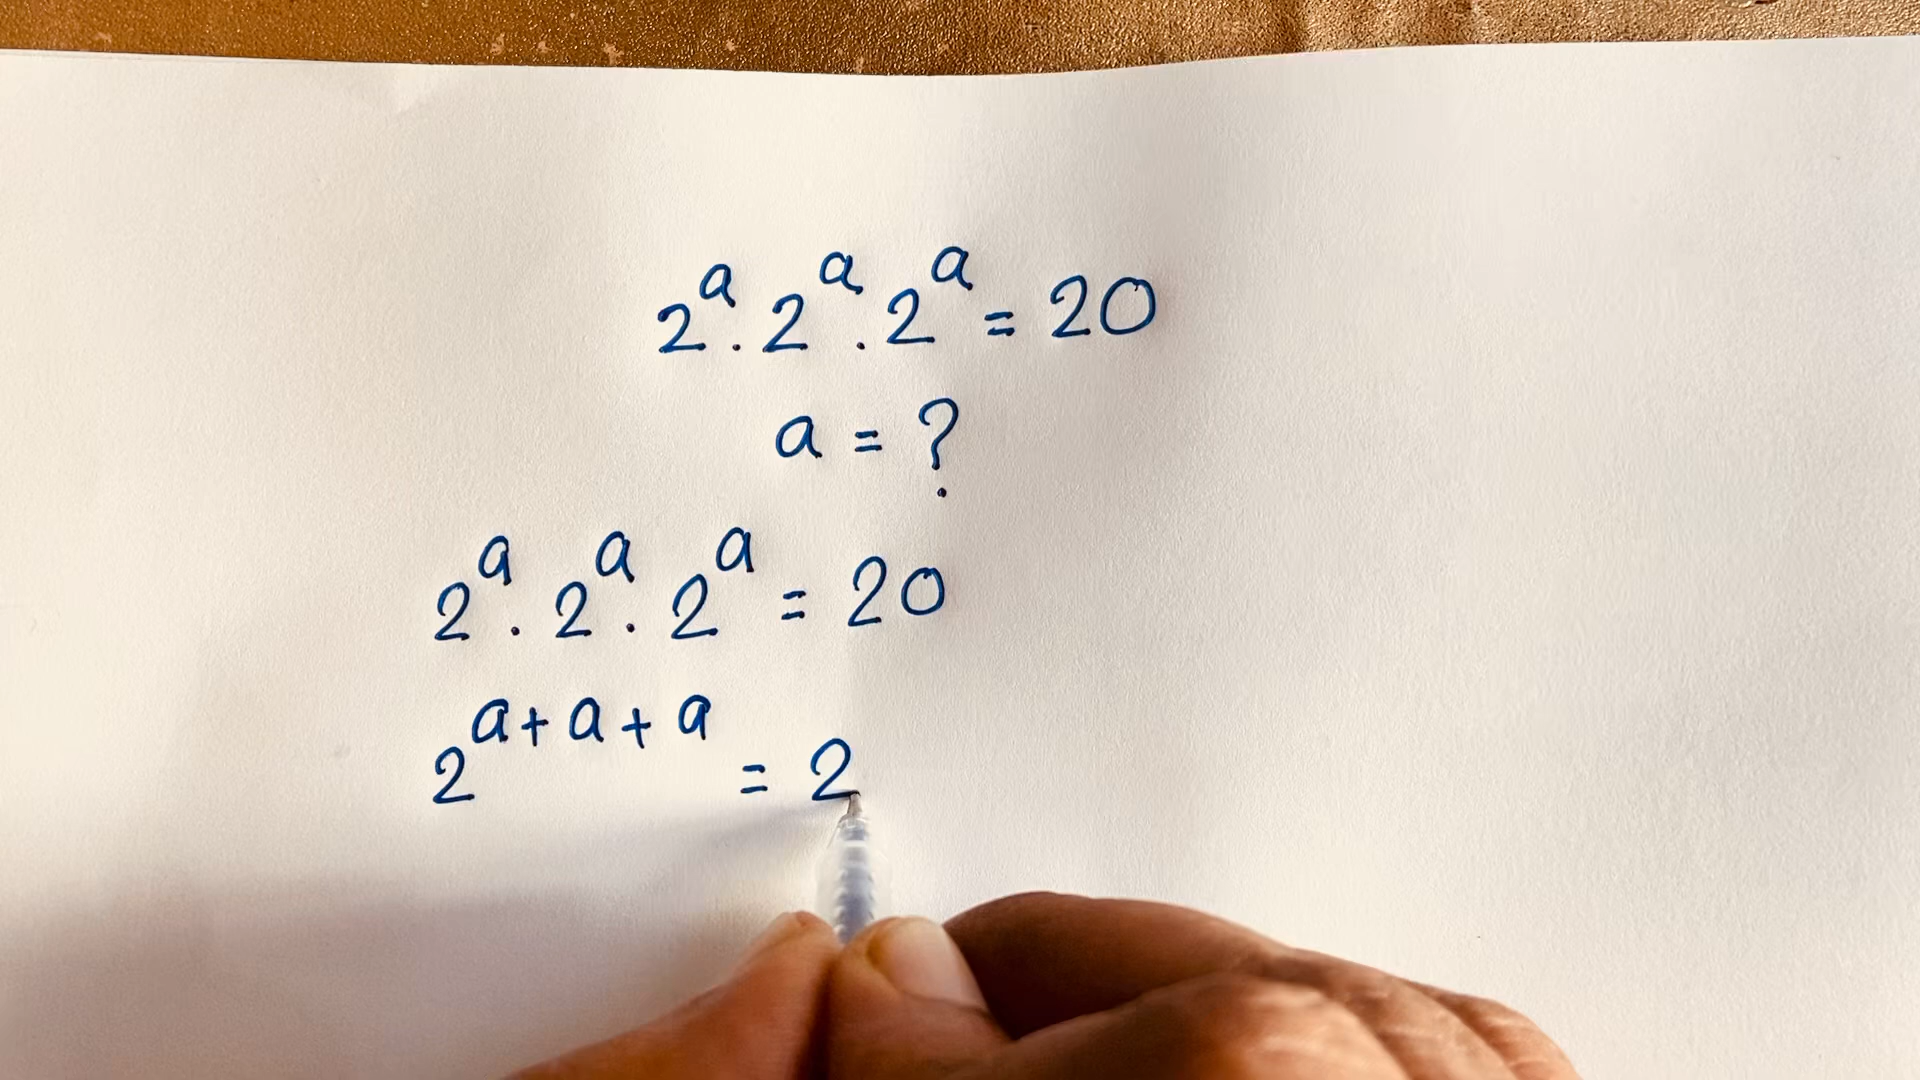 2^a . 2^a . 2^a = 20
a = ?
2^a . 2^a . 2^a = 20
2^{a+a+a} = 2